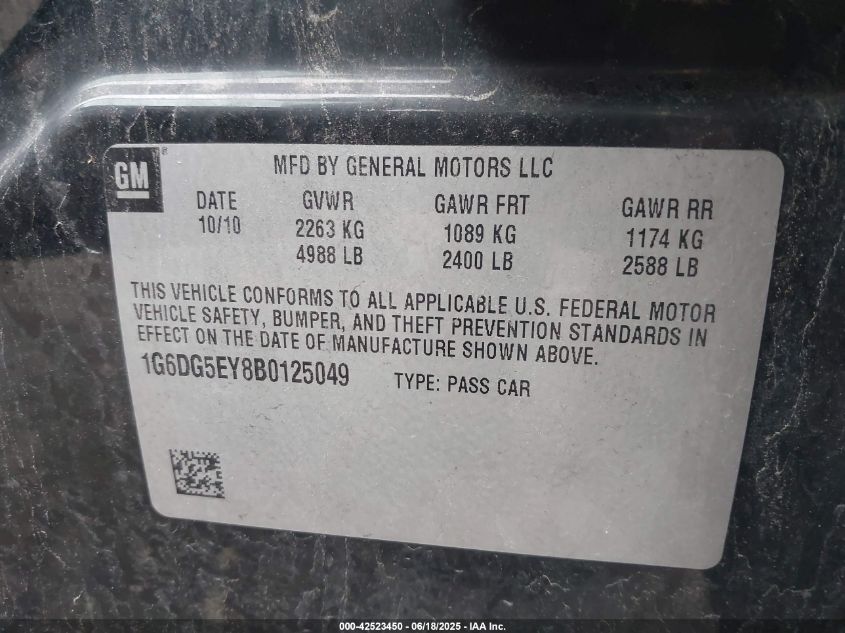 GM
MFD BY GENERAL MOTORS LLC
DATE GVWR GAWR FRT GAWR RR
10/10 2263 KG 1089 KG 1174 KG
4988 LB 2400 LB 2588 LB
THIS VEHICLE CONFORMS TO ALL APPLICABLE U.S. FEDERAL MOTOR
VEHICLE SAFETY, BUMPER, AND THEFT PREVENTION STANDARDS IN
EFFECT ON THE DATE OF MANUFACTURE SHOWN ABOVE.
1G6DG5EY8B0125049 TYPE: PASS CAR
000-42523450 - 06/18/2025 - IAA Inc.